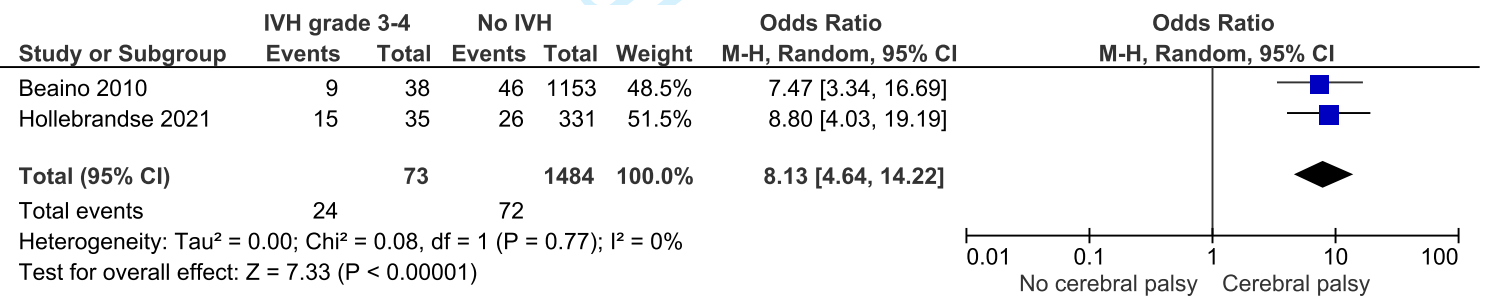 IVH grade 3-4 No IVH Odds Ratio Odds Ratio
Study or Subgroup Events Total Events Total Weight M-H, Random, 95% CI M-H, Random, 95% CI
Beaino 2010 9 38 46 1153 48.5% 7.47 [3.34, 16.69]
Hollebrandse 2021 15 35 26 331 51.5% 8.80 [4.03, 19.19]
Total (95% CI) 73 1484 100.0% 8.13 [4.64, 14.22]
Total events 24 72
Heterogeneity: Tau² = 0.00; Chi² = 0.08, df = 1 (P = 0.77); I² = 0%
Test for overall effect: Z = 7.33 (P < 0.00001)
0.01 0.1 1 10 100
No cerebral palsy Cerebral palsy